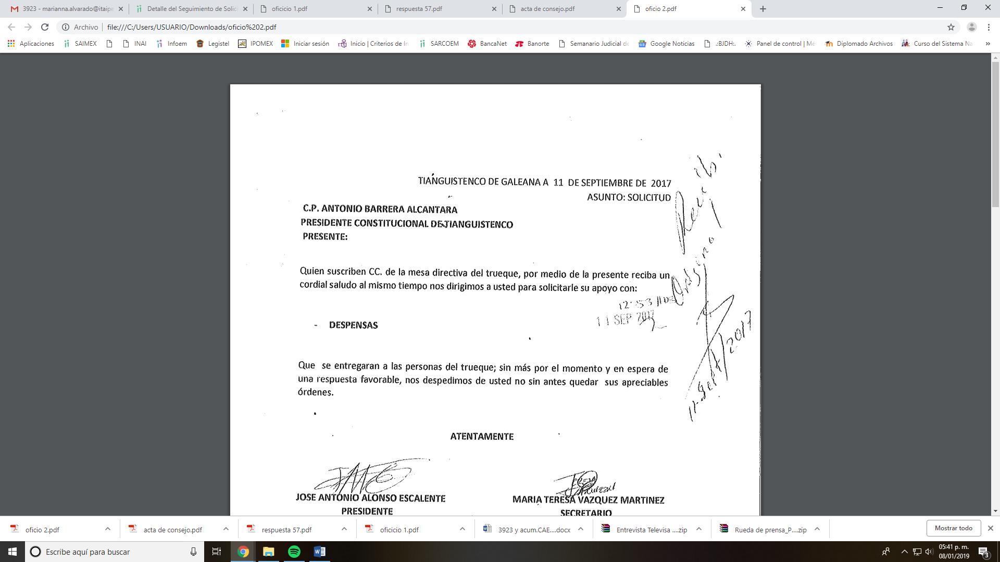 3923 - marianna.alvarado@itaipe
Detalle del Seguimiento de Solici
oficicio 1.pdf
respuesta 57.pdf
acta de consejo.pdf
oficio 2.pdf
Archivo
file:///C:/Users/USUARIO/Downloads/oficio%202.pdf
Aplicaciones
SAIMEX
INAI
Infoem
Legistel
IPOMEX
Iniciar sesión
Inicio | Criterios de In
SARCOEM
BancaNet
Banorte
Semanario Judicial de
Google Noticias
.:BJDH:.
Panel de control | Mé
Diplomado Archivos
Curso del Sistema Na
»
TIANGUISTENCO DE GALEANA A 11 DE SEPTIEMBRE DE 2017
ASUNTO: SOLICITUD
C.P. ANTONIO BARRERA ALCANTARA
PRESIDENTE CONSTITUCIONAL DE TIANGUISTENCO
PRESENTE:
Quien suscriben CC. de la mesa directiva del trueque, por medio de la presente reciba un
cordial saludo al mismo tiempo nos dirigimos a usted para solicitarle su apoyo con:
12:53
11 SEP 2017
- DESPENSAS
Que se entregaran a las personas del trueque; sin más por el momento y en espera de
una respuesta favorable, nos despedimos de usted no sin antes quedar sus apreciables
órdenes.
Recibi
Original
11-Sept/2017
ATENTAMENTE
JOSE ANTONIO ALONSO ESCALENTE
PRESIDENTE
MARIA TERESA VAZQUEZ MARTINEZ
SECRETARIO
oficio 2.pdf
acta de consejo.pdf
respuesta 57.pdf
oficicio 1.pdf
3923 y acum.CAE....docx
Entrevista Televisa ....zip
Rueda de prensa_P....zip
Mostrar todo
Escribe aquí para buscar
05:41 p. m.
08/01/2019
3